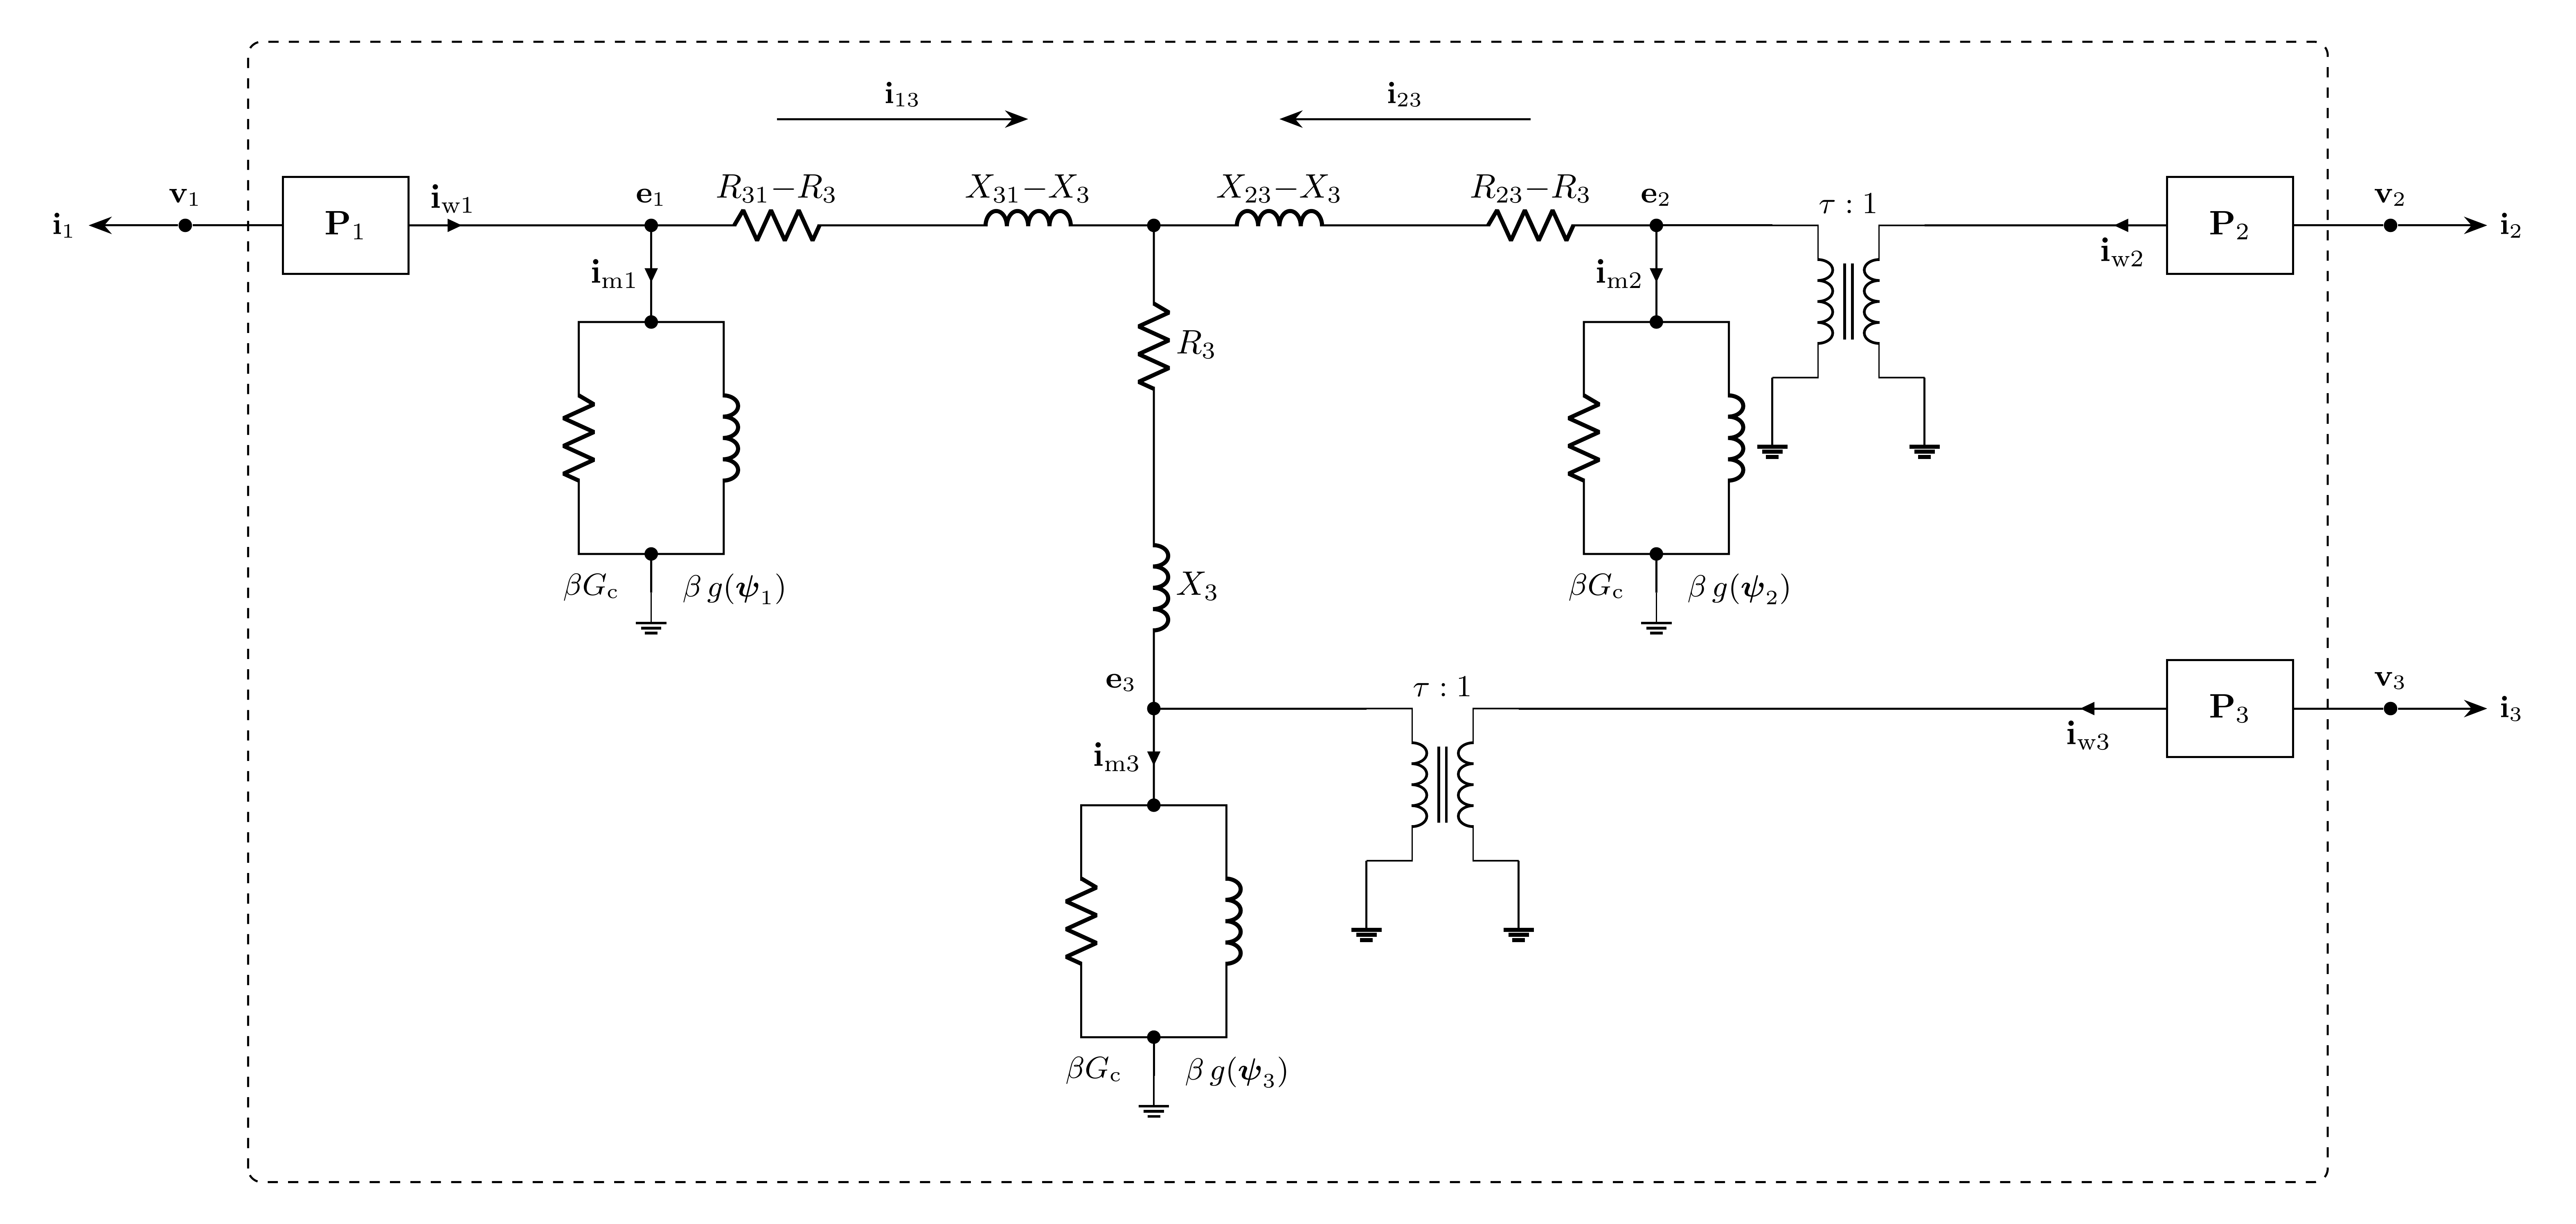 𝐢₁₃
𝐢₂₃
𝐢₁
𝐯₁
𝐏₁
𝐢w1
𝐞₁
R₃₁−R₃
X₃₁−X₃
X₂₃−X₃
R₂₃−R₃
𝐞₂
τ : 1
𝐢w2
𝐏₂
𝐯₂
𝐢₂
𝐢m1
𝐢m2
R₃
βGc
β g(𝝍₁)
X₃
βGc
β g(𝝍₂)
𝐞₃
τ : 1
𝐢w3
𝐏₃
𝐯₃
𝐢₃
𝐢m3
βGc
β g(𝝍₃)